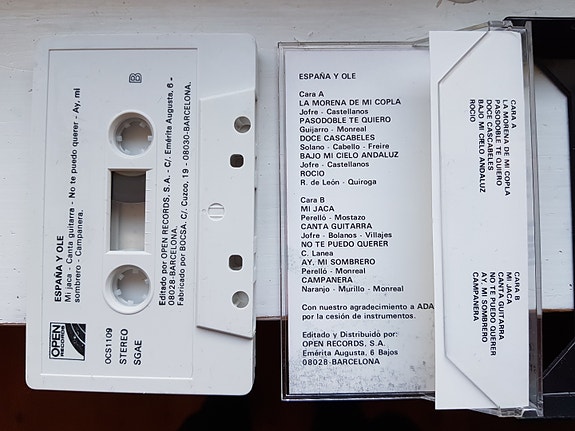 ESPAÑA Y OLE
Mi jaca - Canta guitarra - No te puedo querer - Ay, mi
sombrero - Campanera.
B
OPEN
RECORDS
OCS1109
STEREO
SGAE
Editado por OPEN RECORDS, S.A. - C/ Emérita Augusta, 6 -
08028-BARCELONA.
Fabricado por BOCSA. C/ Cuzco, 19 - 08030-BARCELONA.
ESPAÑA Y OLE
Cara A
LA MORENA DE MI COPLA
Jofre - Castellanos
PASODOBLE TE QUIERO
Guijarro - Monreal
DOCE CASCABELES
Solano - Cabello - Freire
BAJO MI CIELO ANDALUZ
Jofre - Castellanos
ROCIO
R. de León - Quiroga
Cara B
MI JACA
Perelló - Mostazo
CANTA GUITARRA
Jofre - Bolanos - Villajes
NO TE PUEDO QUERER
C. Lanea
AY, MI SOMBRERO
Perelló - Monreal
CAMPANERA
Naranjo - Murillo - Monreal
Con nuestro agradecimiento a ADA
por la cesión de instrumentos.
Editado y Distribuido por:
OPEN RECORDS, S.A.
Emérita Augusta, 6 Bajos
08028-BARCELONA
CARA A
LA MORENA DE MI COPLA
PASODOBLE TE QUIERO
DOCE CASCABELES
BAJO MI CIELO ANDALUZ
ROCIO
CARA B
MI JACA
CANTA GUITARRA
NO TE PUEDO QUERER
AY, MI SOMBRERO
CAMPANERA